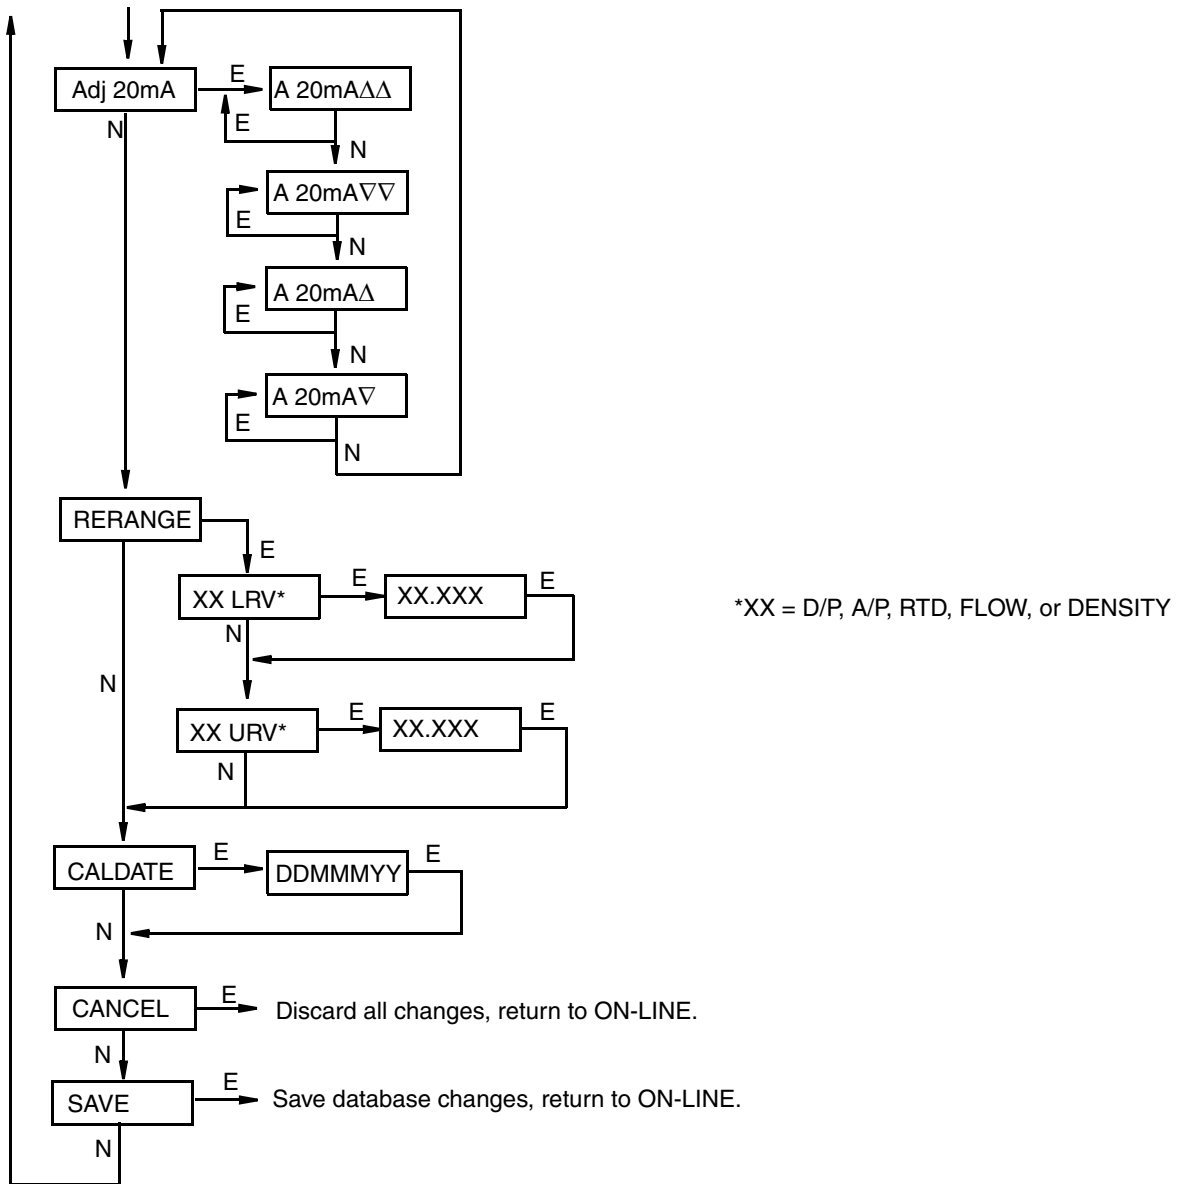 Adj 20mA
E
A 20mA∆∆
N
E
N
A 20mA∇∇
E
N
A 20mA∆
E
N
A 20mA∇
E
N
RERANGE
E
XX LRV*
E
XX.XXX
E
*XX = D/P, A/P, RTD, FLOW, or DENSITY
N
N
XX URV*
E
XX.XXX
E
N
CALDATE
E
DDMMMYY
E
N
CANCEL
E
Discard all changes, return to ON-LINE.
N
SAVE
E
Save database changes, return to ON-LINE.
N